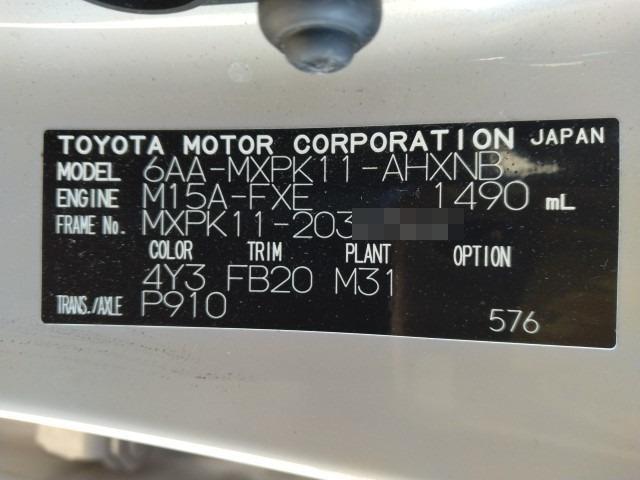 TOYOTA MOTOR CORPORATION JAPAN
MODEL 6AA-MXPK11-AHXNB
ENGINE M15A-FXE 1490 mL
FRAME No. MXPK11-203
COLOR TRIM PLANT OPTION
4Y3 FB20 M31
TRANS./AXLE P910
576